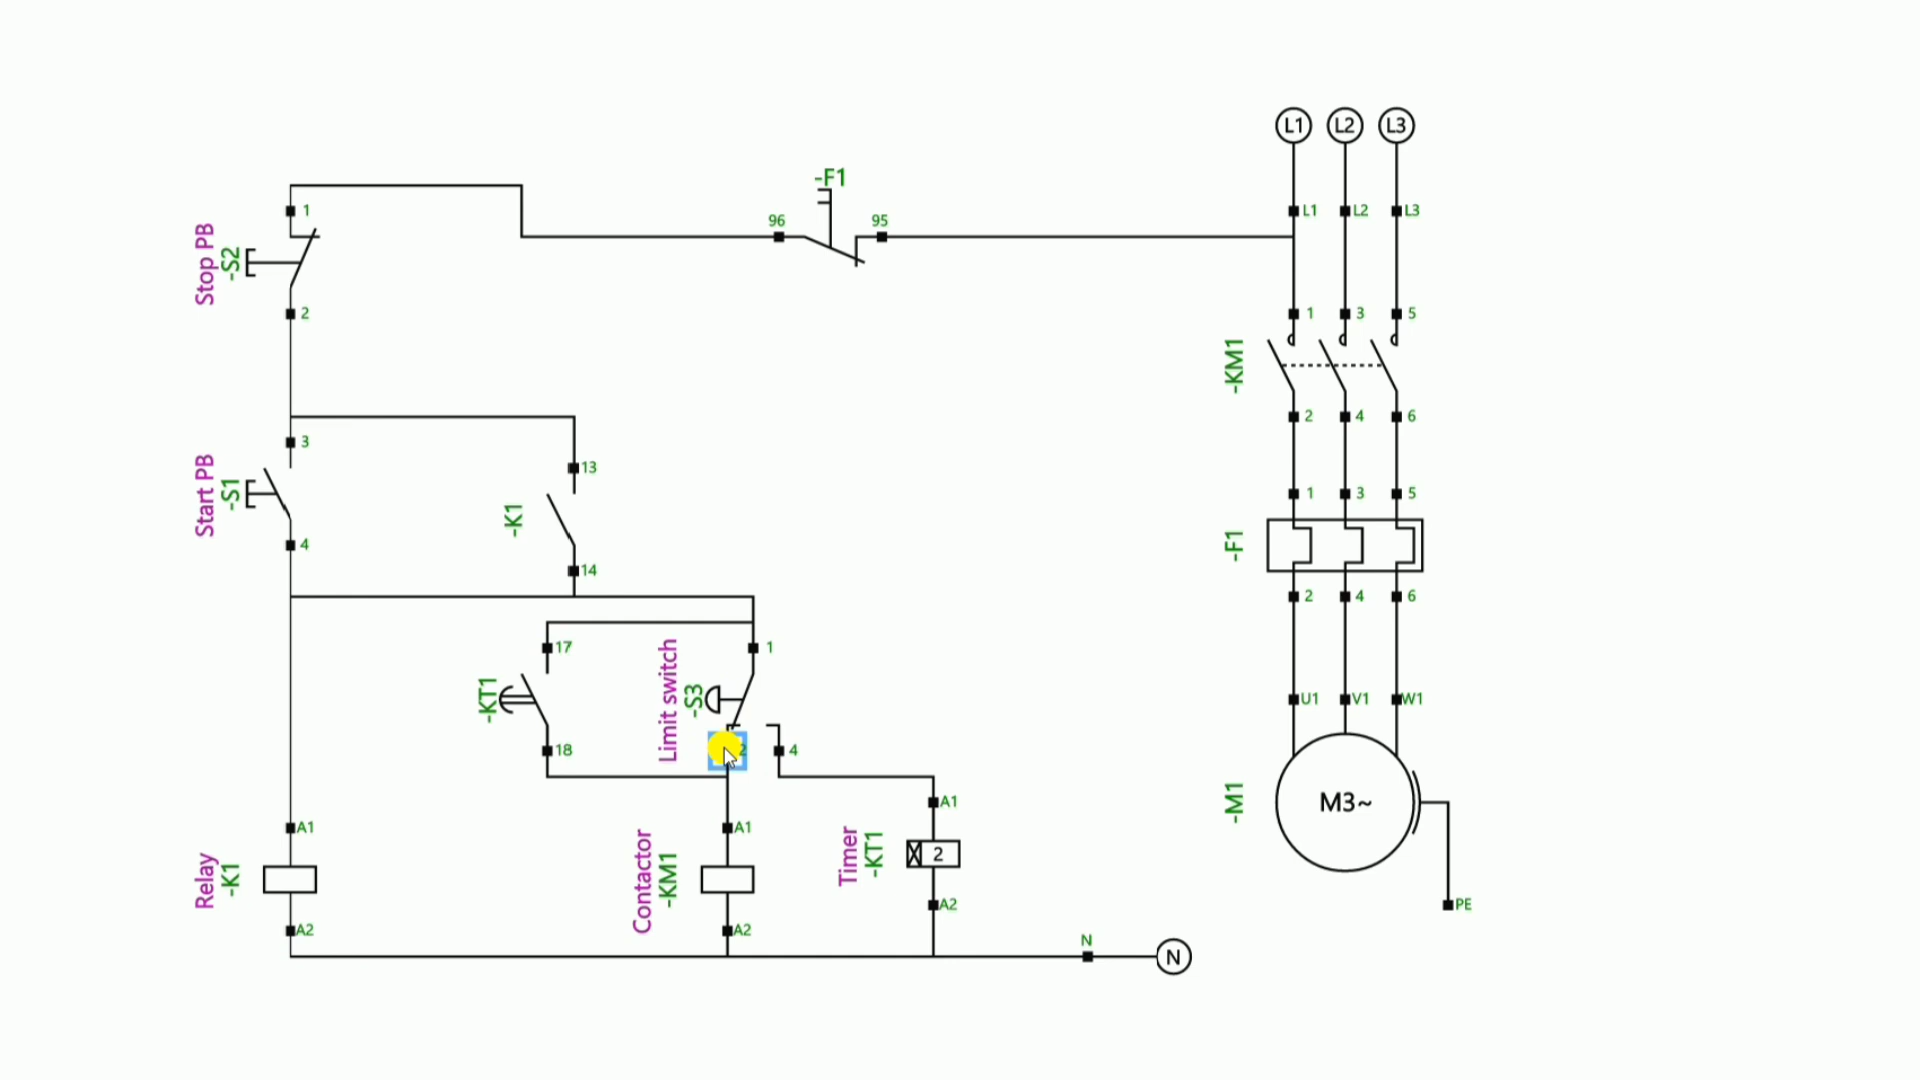 L1 L2 L3
L1 L2 L3
-F1
96 95
1
Stop PB
-S2
2
1 3 5
-KM1
2 4 6
3
Start PB
-S1
4
13
-K1
14
1 3 5
-F1
2 4 6
17
-KT1
18
Limit switch
-S3
1
2
4
U1 V1 W1
M3~
-M1
PE
A1
Relay
-K1
A2
A1
Contactor
-KM1
A2
A1
Timer
-KT1
2
A2
N
N